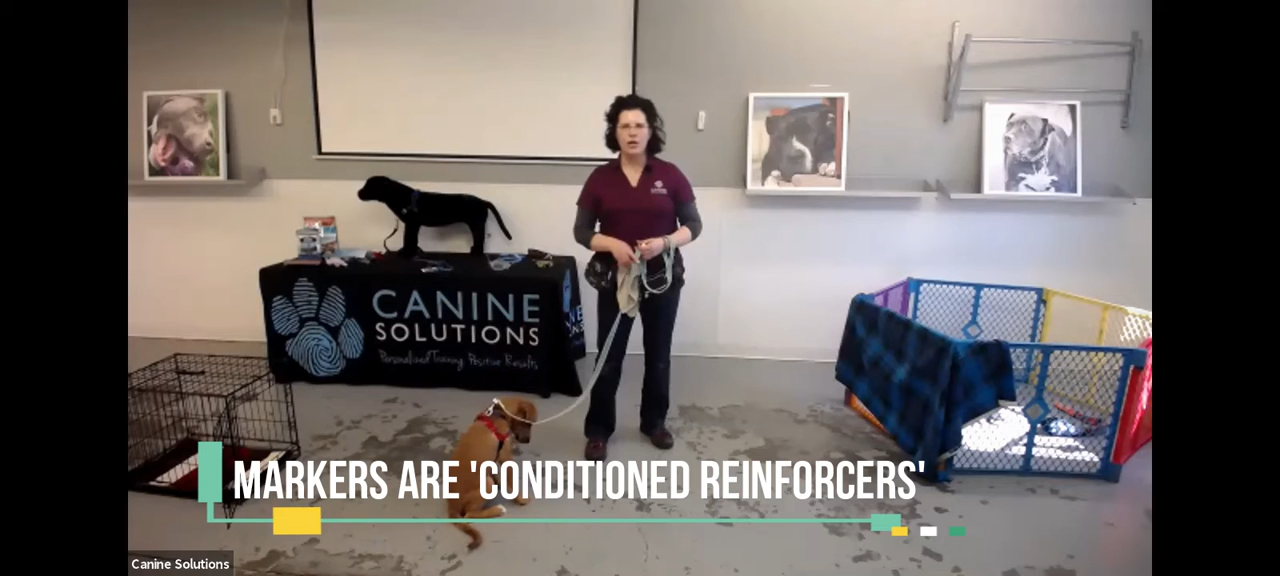 CANINE
SOLUTIONS
Personalized Training, Positive Results
MARKERS ARE 'CONDITIONED REINFORCERS'
Canine Solutions